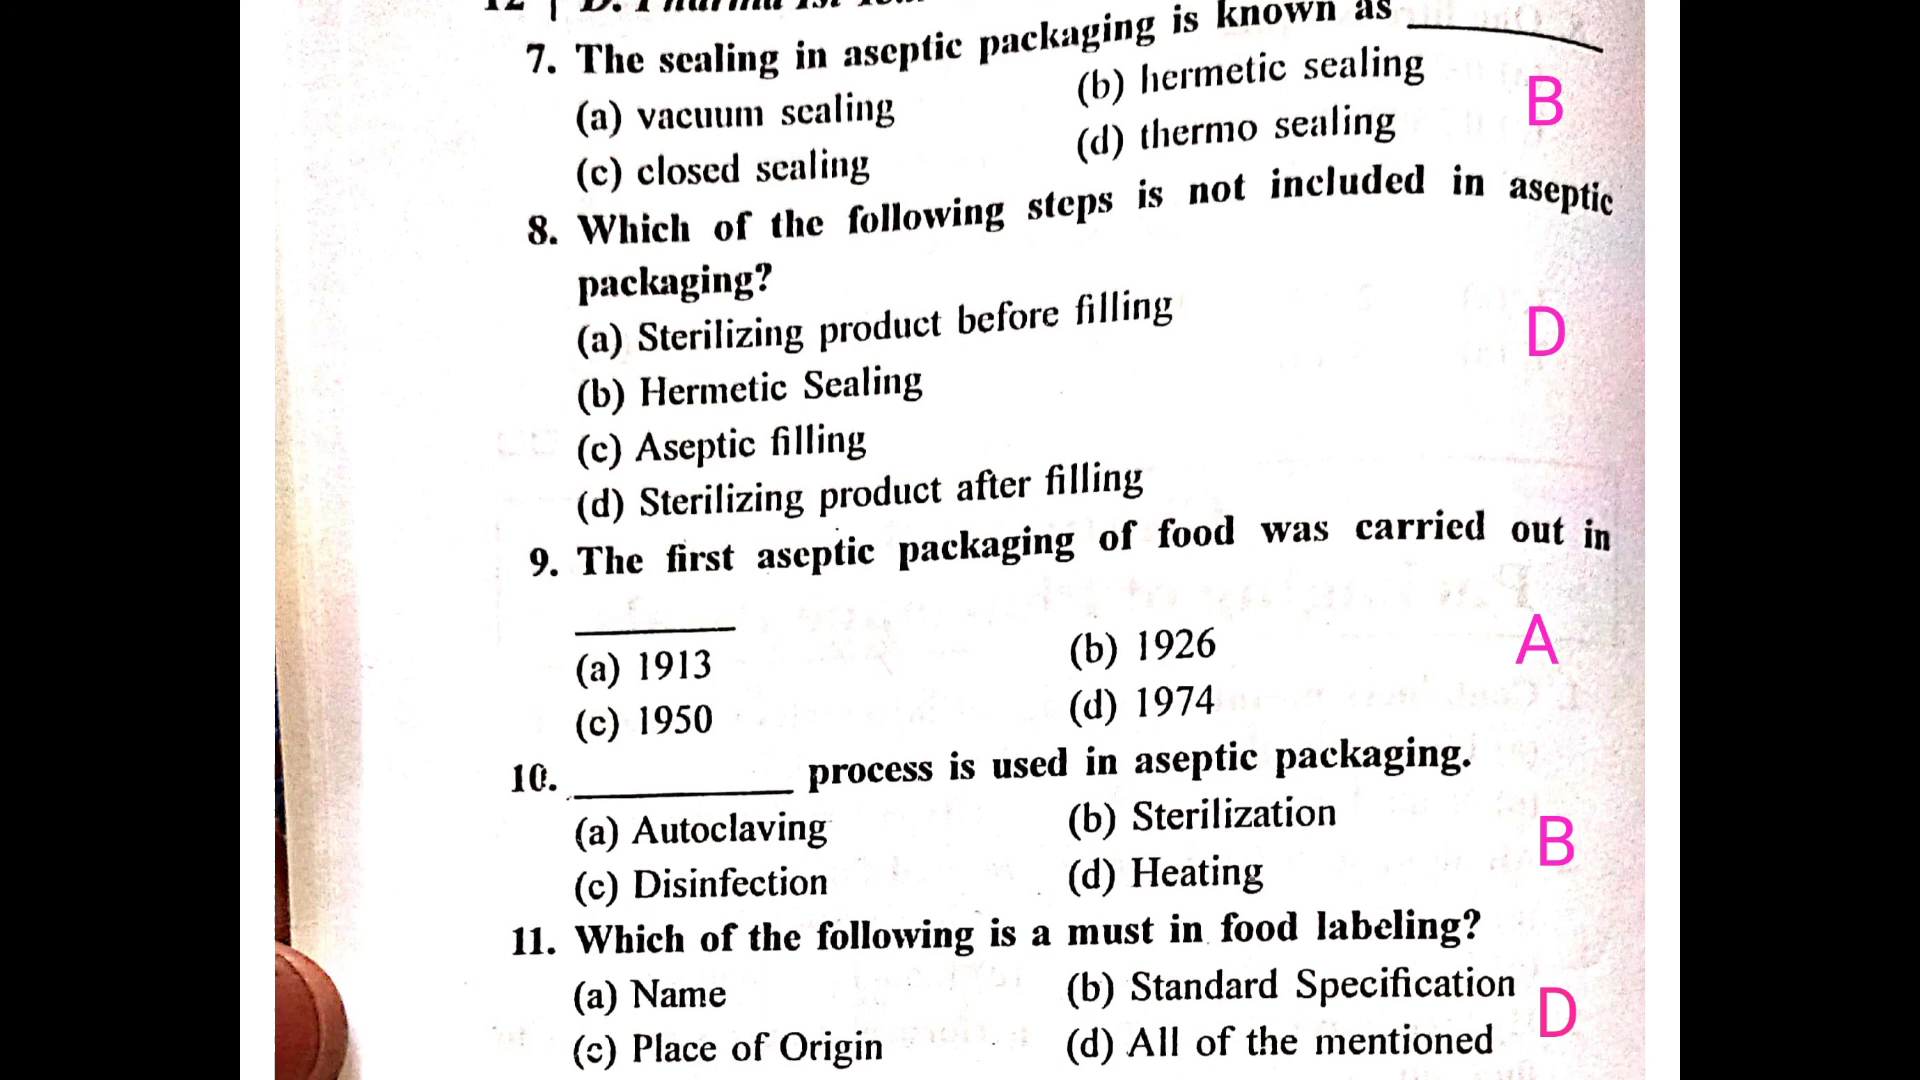 7. The sealing in aseptic packaging is known as
(a) vacuum sealing (b) hermetic sealing B
(c) closed sealing (d) thermo sealing
8. Which of the following steps is not included in aseptic
packaging?
(a) Sterilizing product before filling D
(b) Hermetic Sealing
(c) Aseptic filling
(d) Sterilizing product after filling
9. The first aseptic packaging of food was carried out in
__________
(a) 1913 (b) 1926 A
(c) 1950 (d) 1974
10. __________ process is used in aseptic packaging.
(a) Autoclaving (b) Sterilization B
(c) Disinfection (d) Heating
11. Which of the following is a must in food labeling?
(a) Name (b) Standard Specification D
(c) Place of Origin (d) All of the mentioned